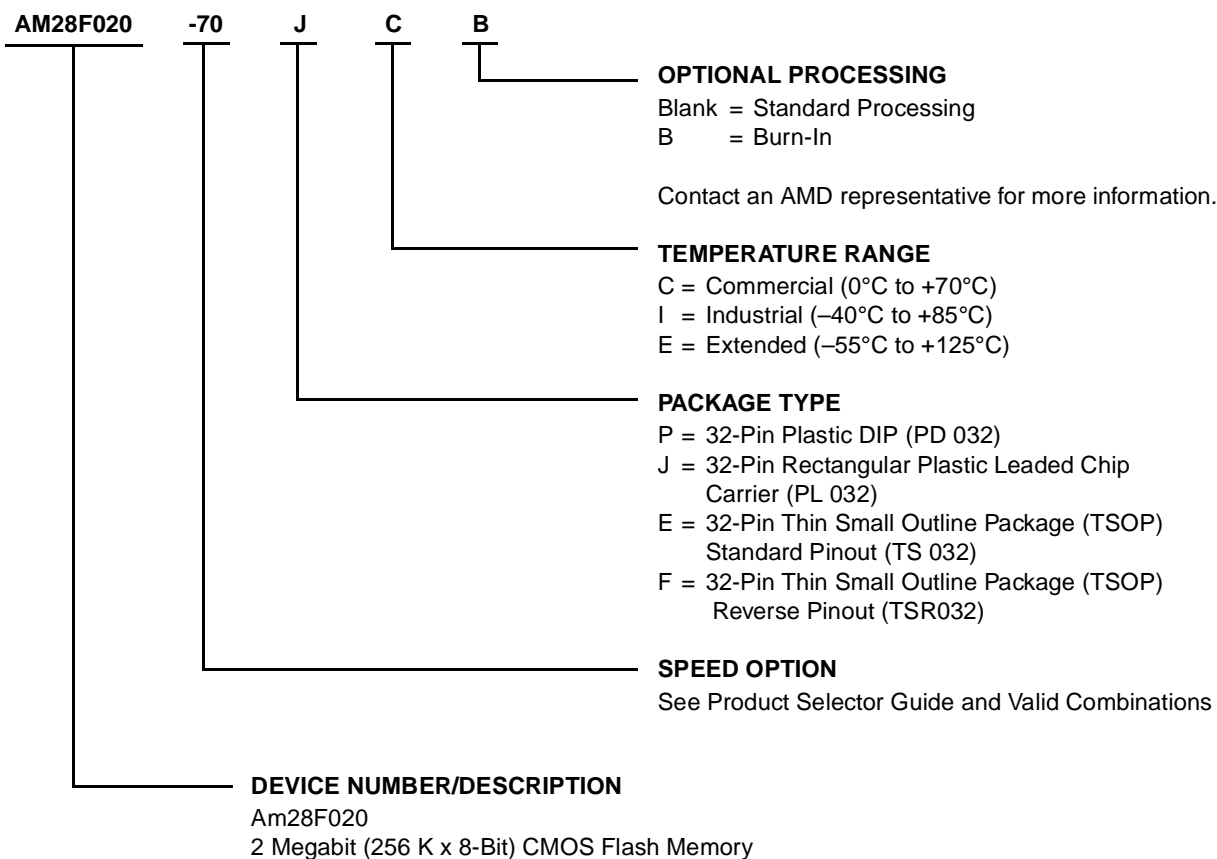 AM28F020 -70 J C B
OPTIONAL PROCESSING
Blank = Standard Processing
B = Burn-In
Contact an AMD representative for more information.
TEMPERATURE RANGE
C = Commercial (0°C to +70°C)
I = Industrial (–40°C to +85°C)
E = Extended (–55°C to +125°C)
PACKAGE TYPE
P = 32-Pin Plastic DIP (PD 032)
J = 32-Pin Rectangular Plastic Leaded Chip
Carrier (PL 032)
E = 32-Pin Thin Small Outline Package (TSOP)
Standard Pinout (TS 032)
F = 32-Pin Thin Small Outline Package (TSOP)
Reverse Pinout (TSR032)
SPEED OPTION
See Product Selector Guide and Valid Combinations
DEVICE NUMBER/DESCRIPTION
Am28F020
2 Megabit (256 K x 8-Bit) CMOS Flash Memory